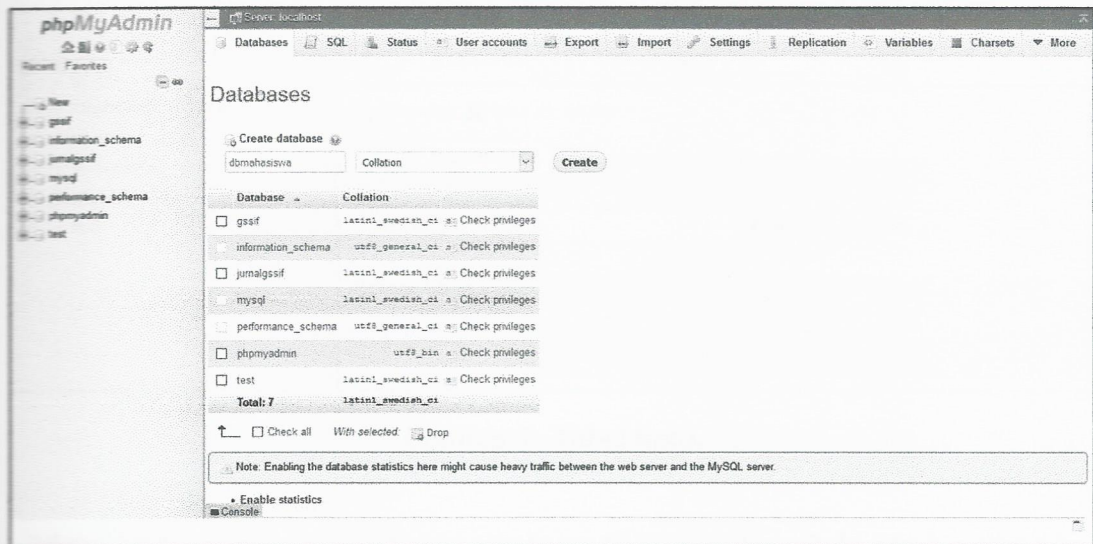 phpMyAdmin
Recent Favorites
New
gssif
information_schema
jurnalgssif
mysql
performance_schema
phpmyadmin
test
Server: localhost
Databases SQL Status User accounts Export Import Settings Replication Variables Charsets More
Databases
Create database
dbmahasiswa Collation Create
Database Collation
gssif latin1_swedish_ci Check privileges
information_schema utf8_general_ci Check privileges
jurnalgssif latin1_swedish_ci Check privileges
mysql latin1_swedish_ci Check privileges
performance_schema utf8_general_ci Check privileges
phpmyadmin utf8_bin Check privileges
test latin1_swedish_ci Check privileges
Total: 7 latin1_swedish_ci
Check all With selected: Drop
Note: Enabling the database statistics here might cause heavy traffic between the web server and the MySQL server.
• Enable statistics
Console